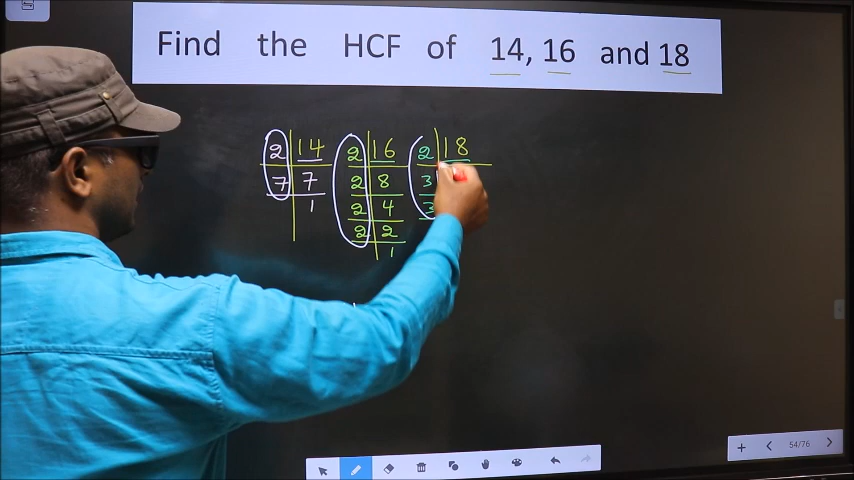 Find the HCF of 14, 16 and 18
2 14 2 16 2 18
7 7 2 8 3
1 2 4 3
2 2
1
54/76